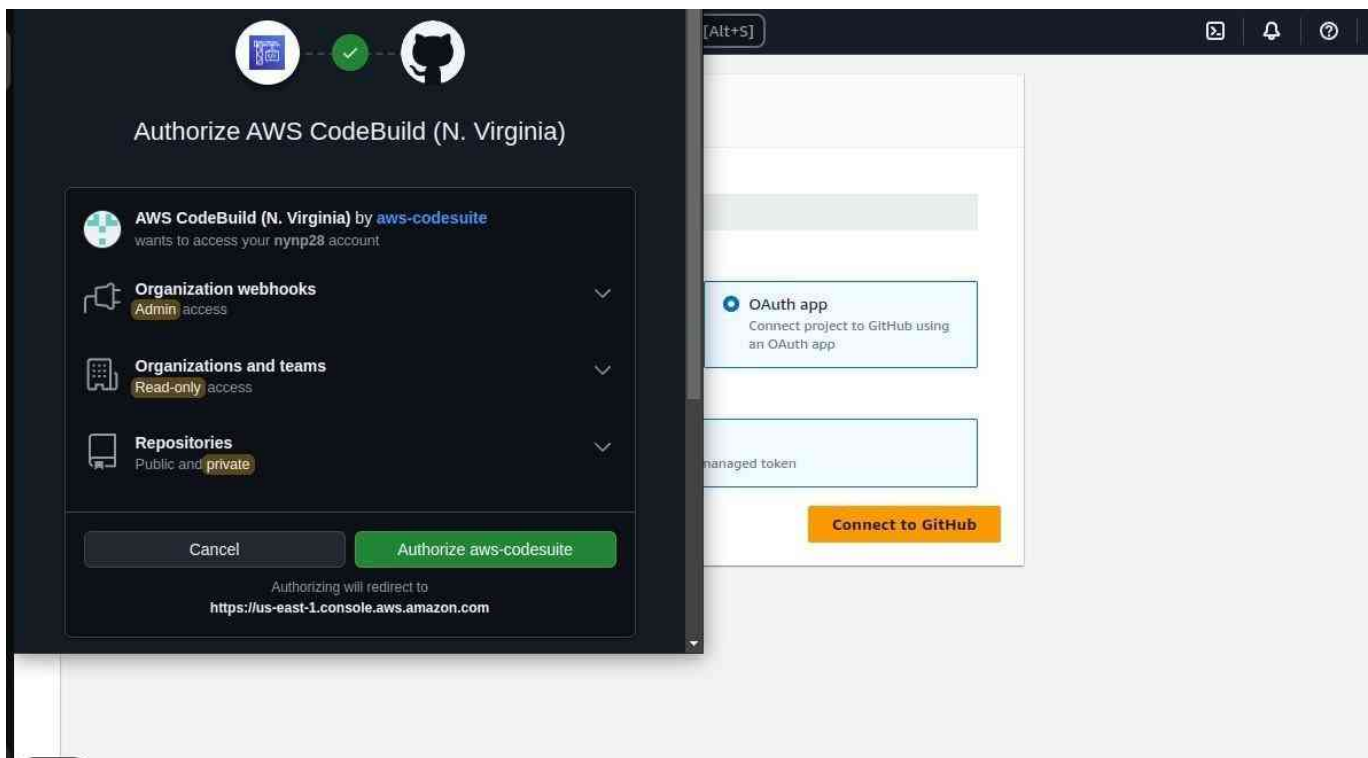 [Alt+S]
Authorize AWS CodeBuild (N. Virginia)
AWS CodeBuild (N. Virginia) by aws-codesuite
wants to access your nynp28 account
Organization webhooks
Admin access
Organizations and teams
Read-only access
Repositories
Public and private
Cancel
Authorize aws-codesuite
Authorizing will redirect to
https://us-east-1.console.aws.amazon.com
OAuth app
Connect project to GitHub using
an OAuth app
managed token
Connect to GitHub